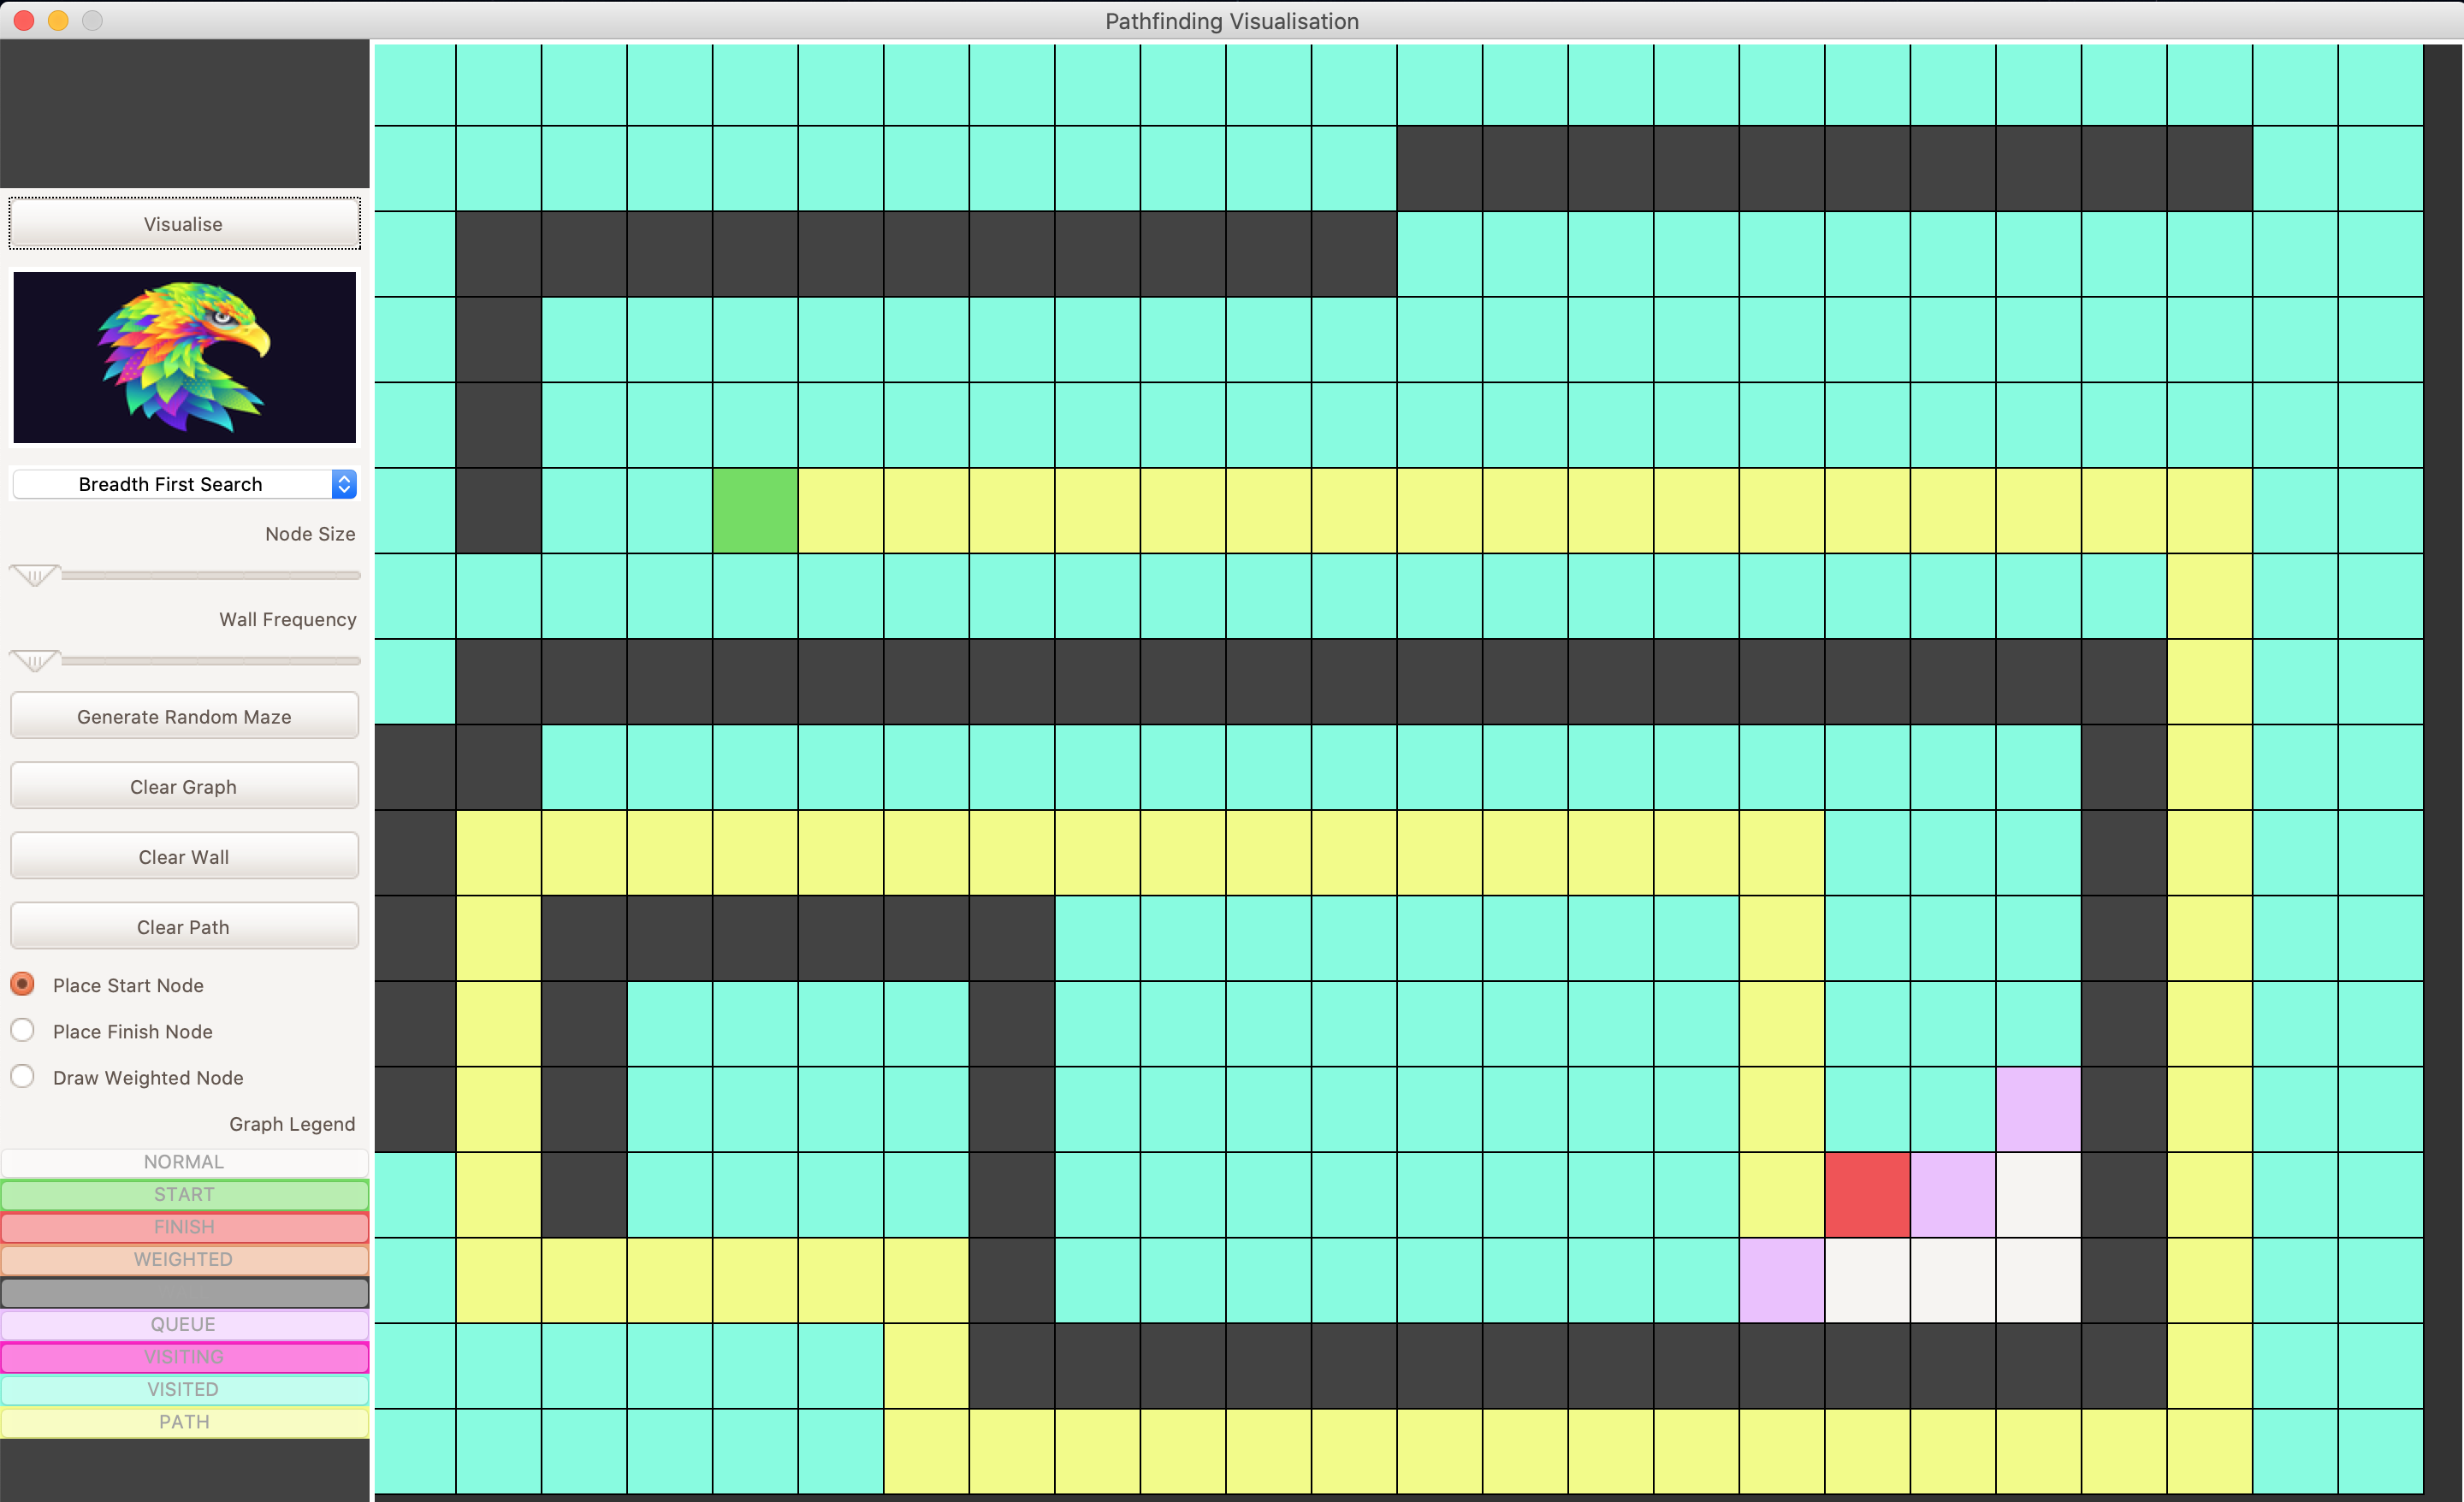 Pathfinding Visualisation
Visualise
Breadth First Search
Node Size
Wall Frequency
Generate Random Maze
Clear Graph
Clear Wall
Clear Path
Place Start Node
Place Finish Node
Draw Weighted Node
Graph Legend
NORMAL
START
FINISH
WEIGHTED
QUEUE
VISITING
VISITED
PATH